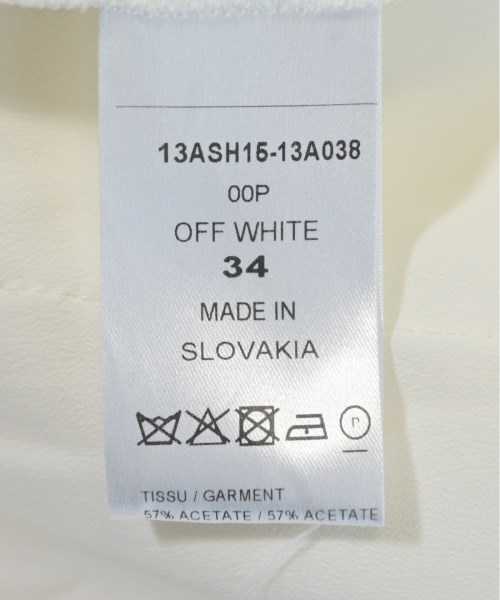 13ASH15-13A038
00P
OFF WHITE
34
MADE IN
SLOVAKIA
P
TISSU / GARMENT
57% ACETATE / 57% ACETATE